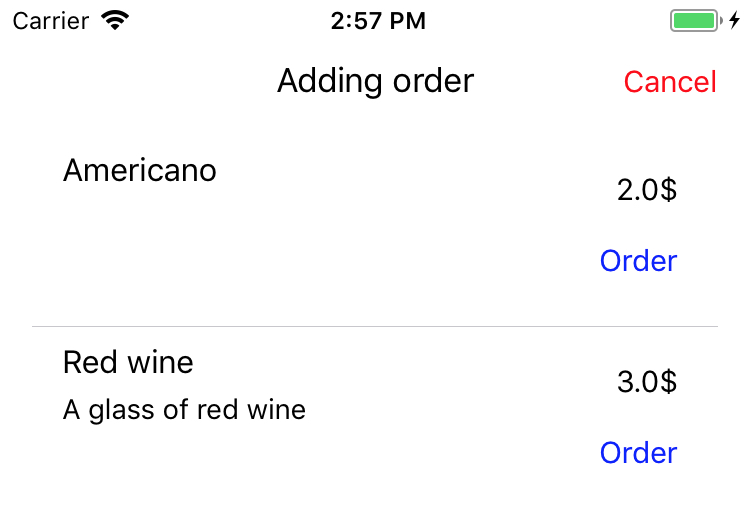 Carrier 2:57 PM
Adding order Cancel
Americano
2.0$
Order
Red wine
3.0$
A glass of red wine
Order